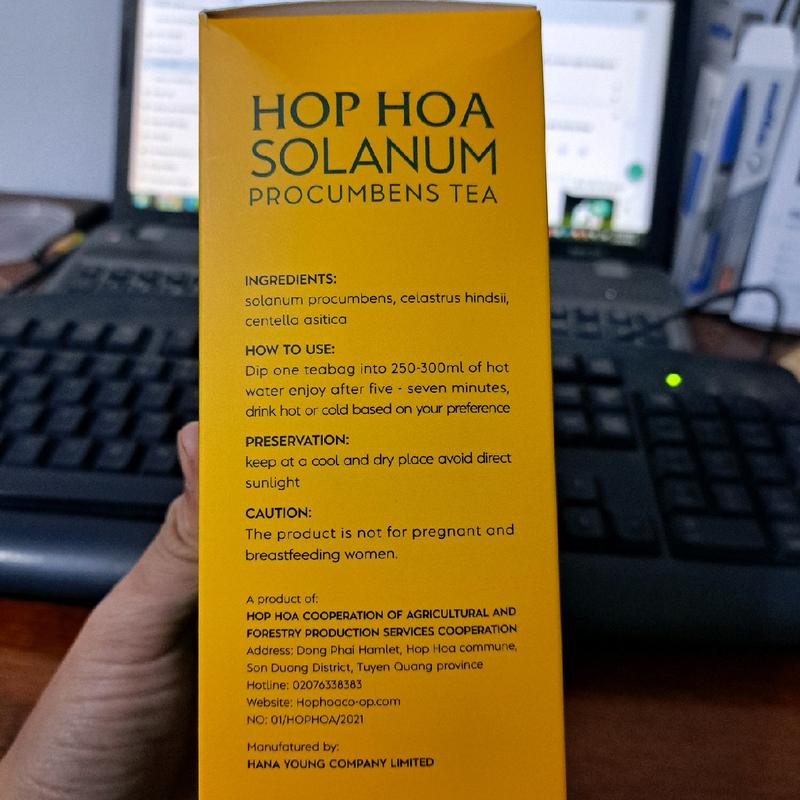 HOP HOA
SOLANUM
PROCUMBENS TEA
INGREDIENTS:
solanum procumbens, celastrus hindsii,
centella asitica
HOW TO USE:
Dip one teabag into 250-300ml of hot
water enjoy after five - seven minutes,
drink hot or cold based on your preference
PRESERVATION:
keep at a cool and dry place avoid direct
sunlight
CAUTION:
The product is not for pregnant and
breastfeeding women.
A product of:
HOP HOA COOPERATION OF AGRICULTURAL AND
FORESTRY PRODUCTION SERVICES COOPERATION
Address: Dong Phai Hamlet, Hop Hoa commune,
Son Duong District, Tuyen Quang province
Hotline: 02076338383
Website: Hophoaco-op.com
NO: 01/HOPHOA/2021
Manufatured by:
HANA YOUNG COMPANY LIMITED